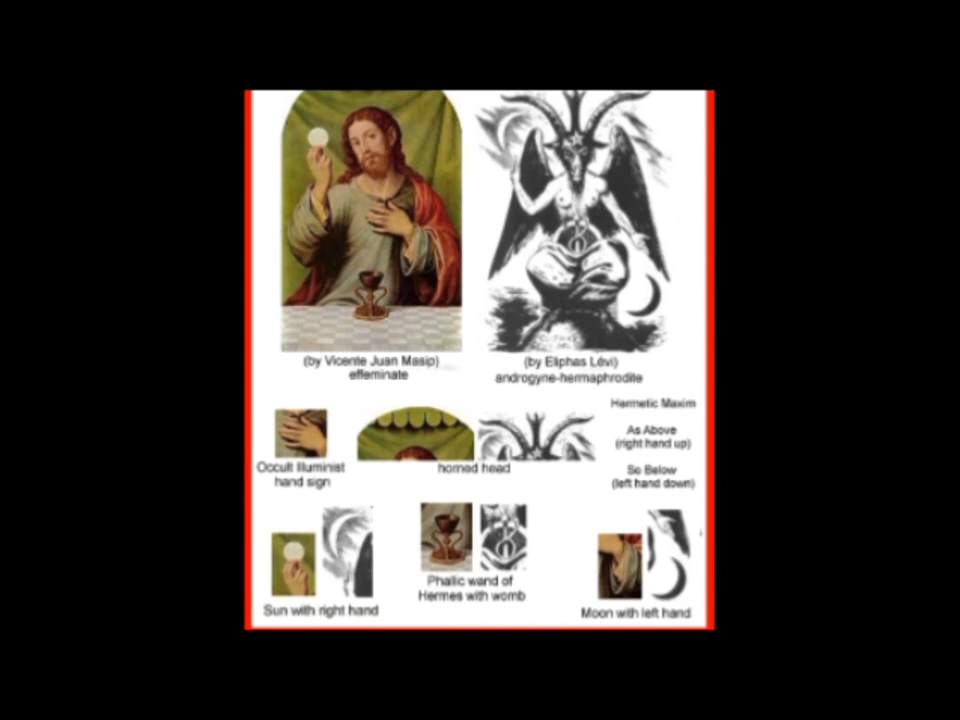 (by Vicente Juan Masip)
effeminate
(by Eliphas Lévi)
androgyne-hermaphrodite
Hermetic Maxim
As Above
(right hand up)
So Below
(left hand down)
Occult Illuminist
hand sign
horned head
Sun with right hand
Phallic wand of
Hermes with womb
Moon with left hand